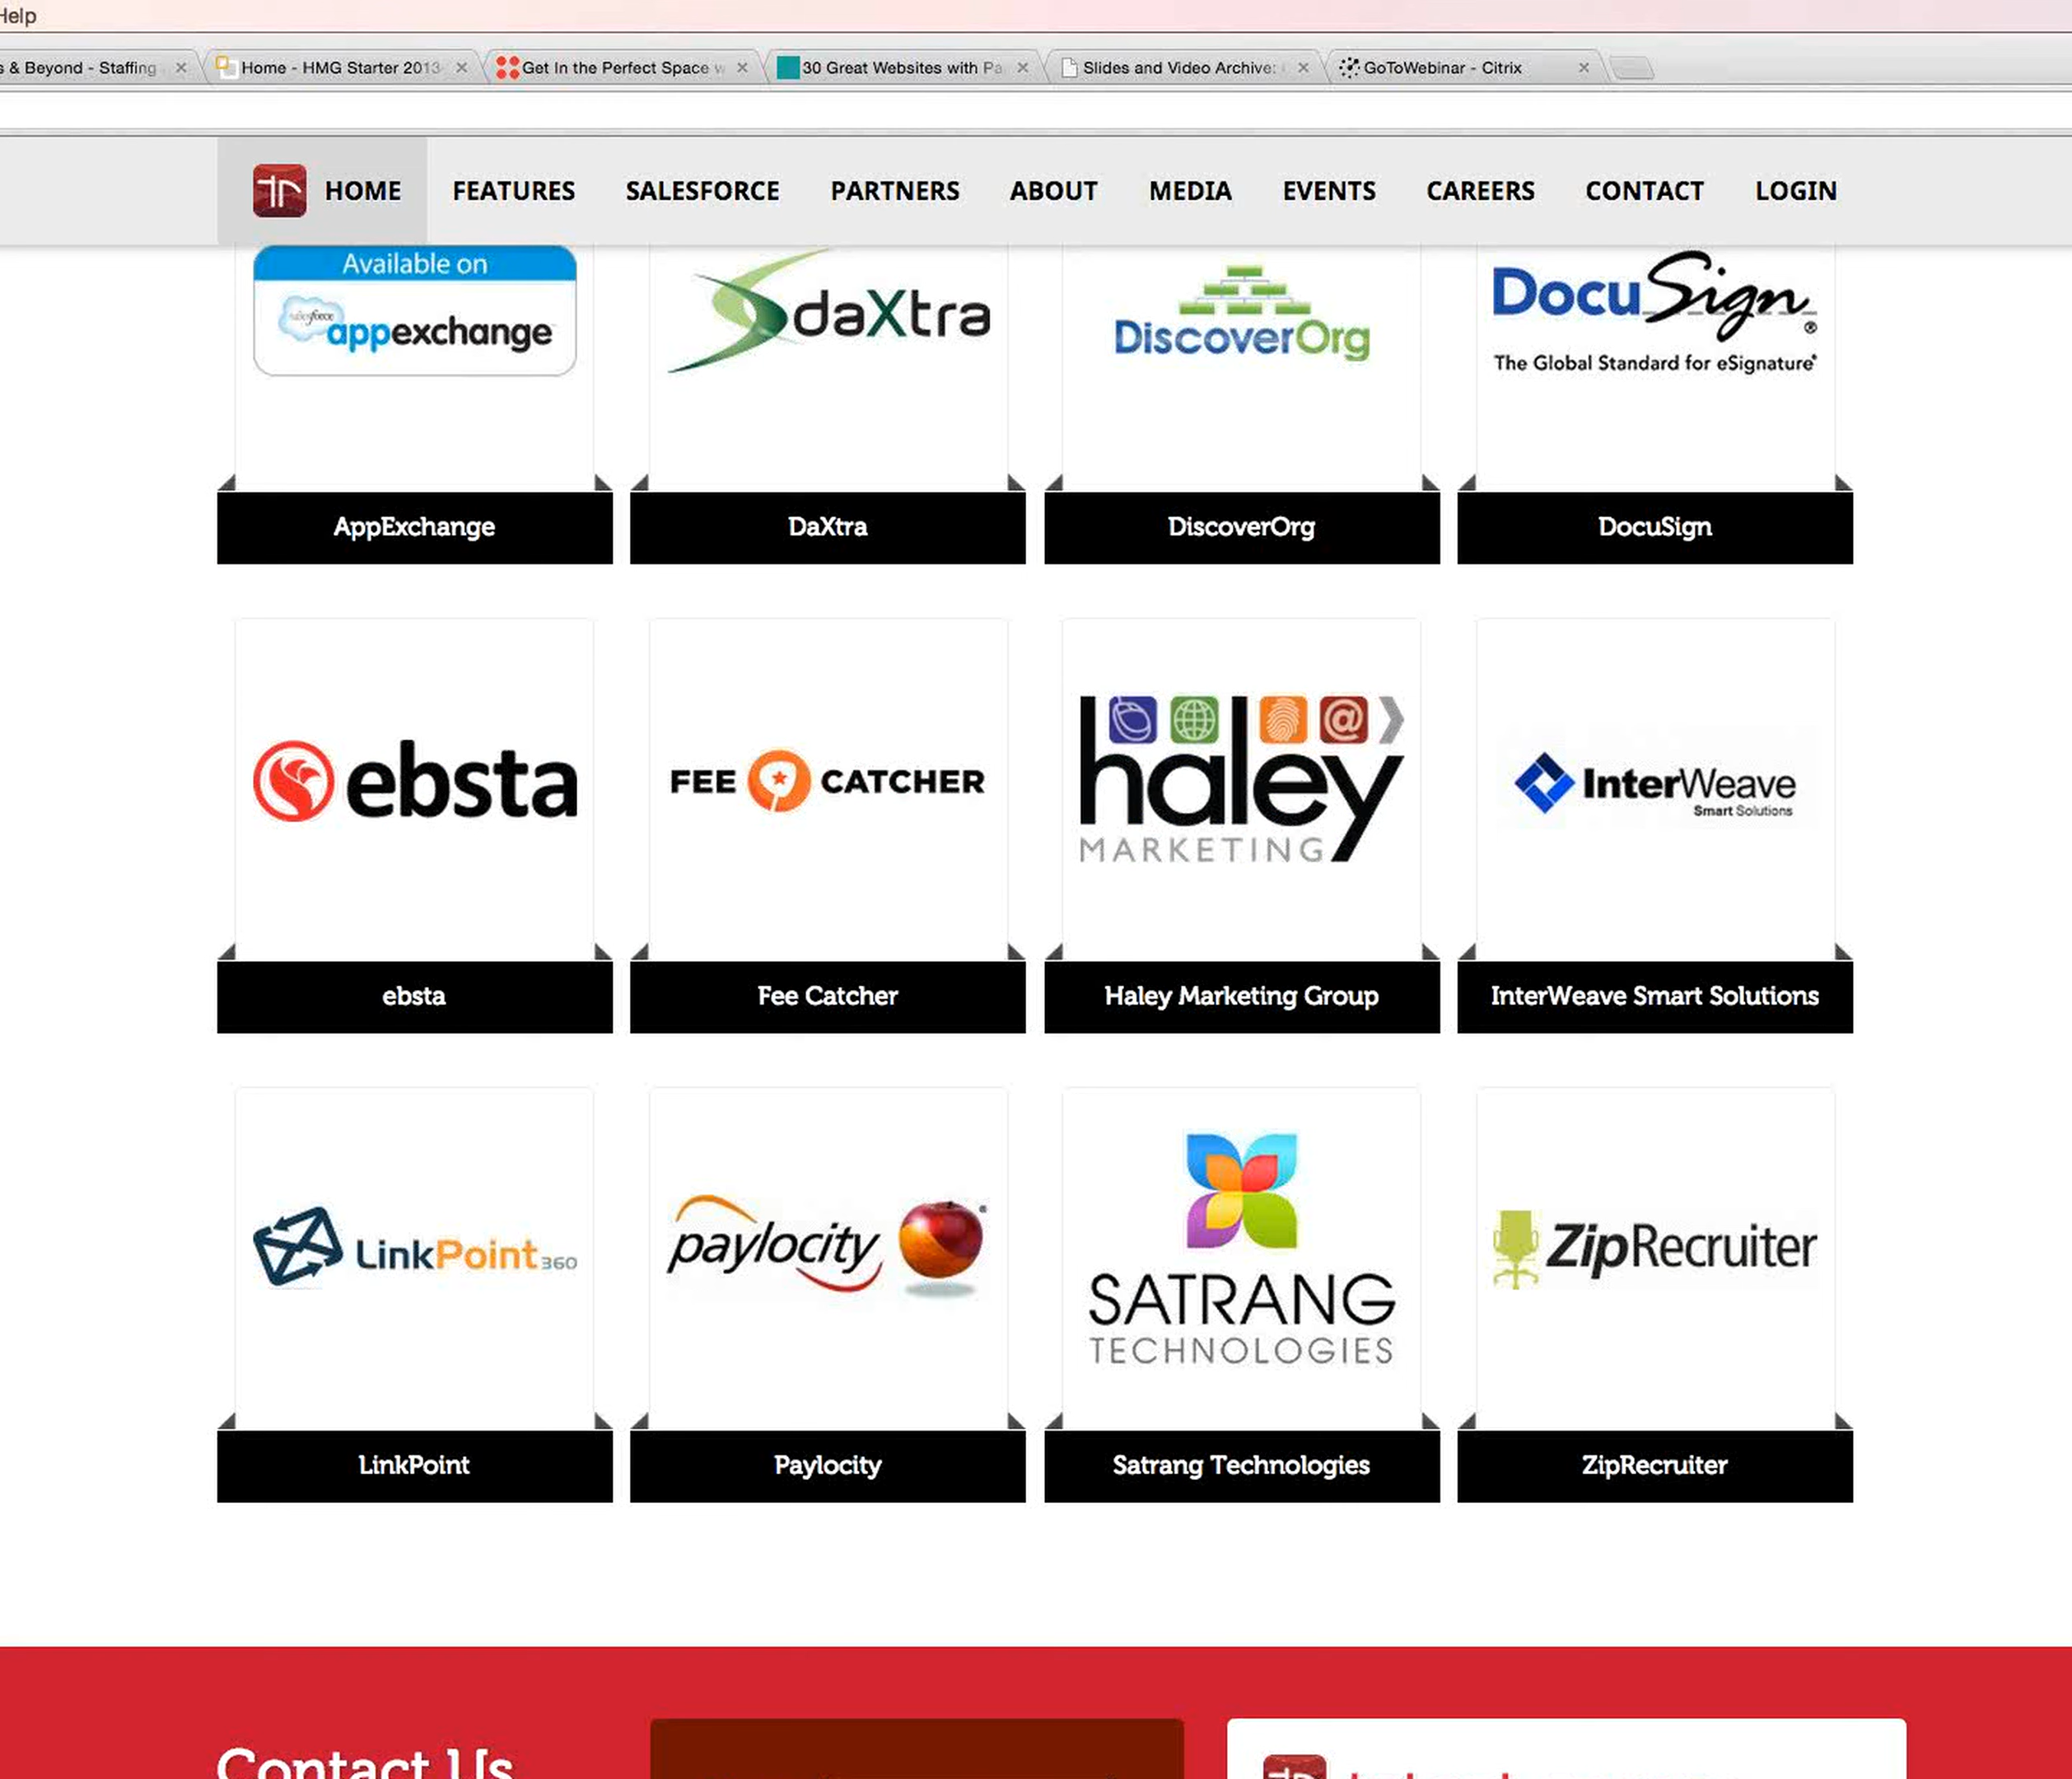 Help
s & Beyond - Staffing
Home - HMG Starter 2013
Get In the Perfect Space
30 Great Websites with Pa
Slides and Video Archive:
GoToWebinar - Citrix
HOME FEATURES SALESFORCE PARTNERS ABOUT MEDIA EVENTS CAREERS CONTACT LOGIN
Available on
salesforce
appexchange
daXtra
DiscoverOrg
DocuSign®
The Global Standard for eSignature®
AppExchange DaXtra DiscoverOrg DocuSign
ebsta
FEE CATCHER
haley
MARKETING
InterWeave
Smart Solutions
ebsta Fee Catcher Haley Marketing Group InterWeave Smart Solutions
LinkPoint360
paylocity®
SATRANG
TECHNOLOGIES
ZipRecruiter
LinkPoint Paylocity Satrang Technologies ZipRecruiter
Contact Us